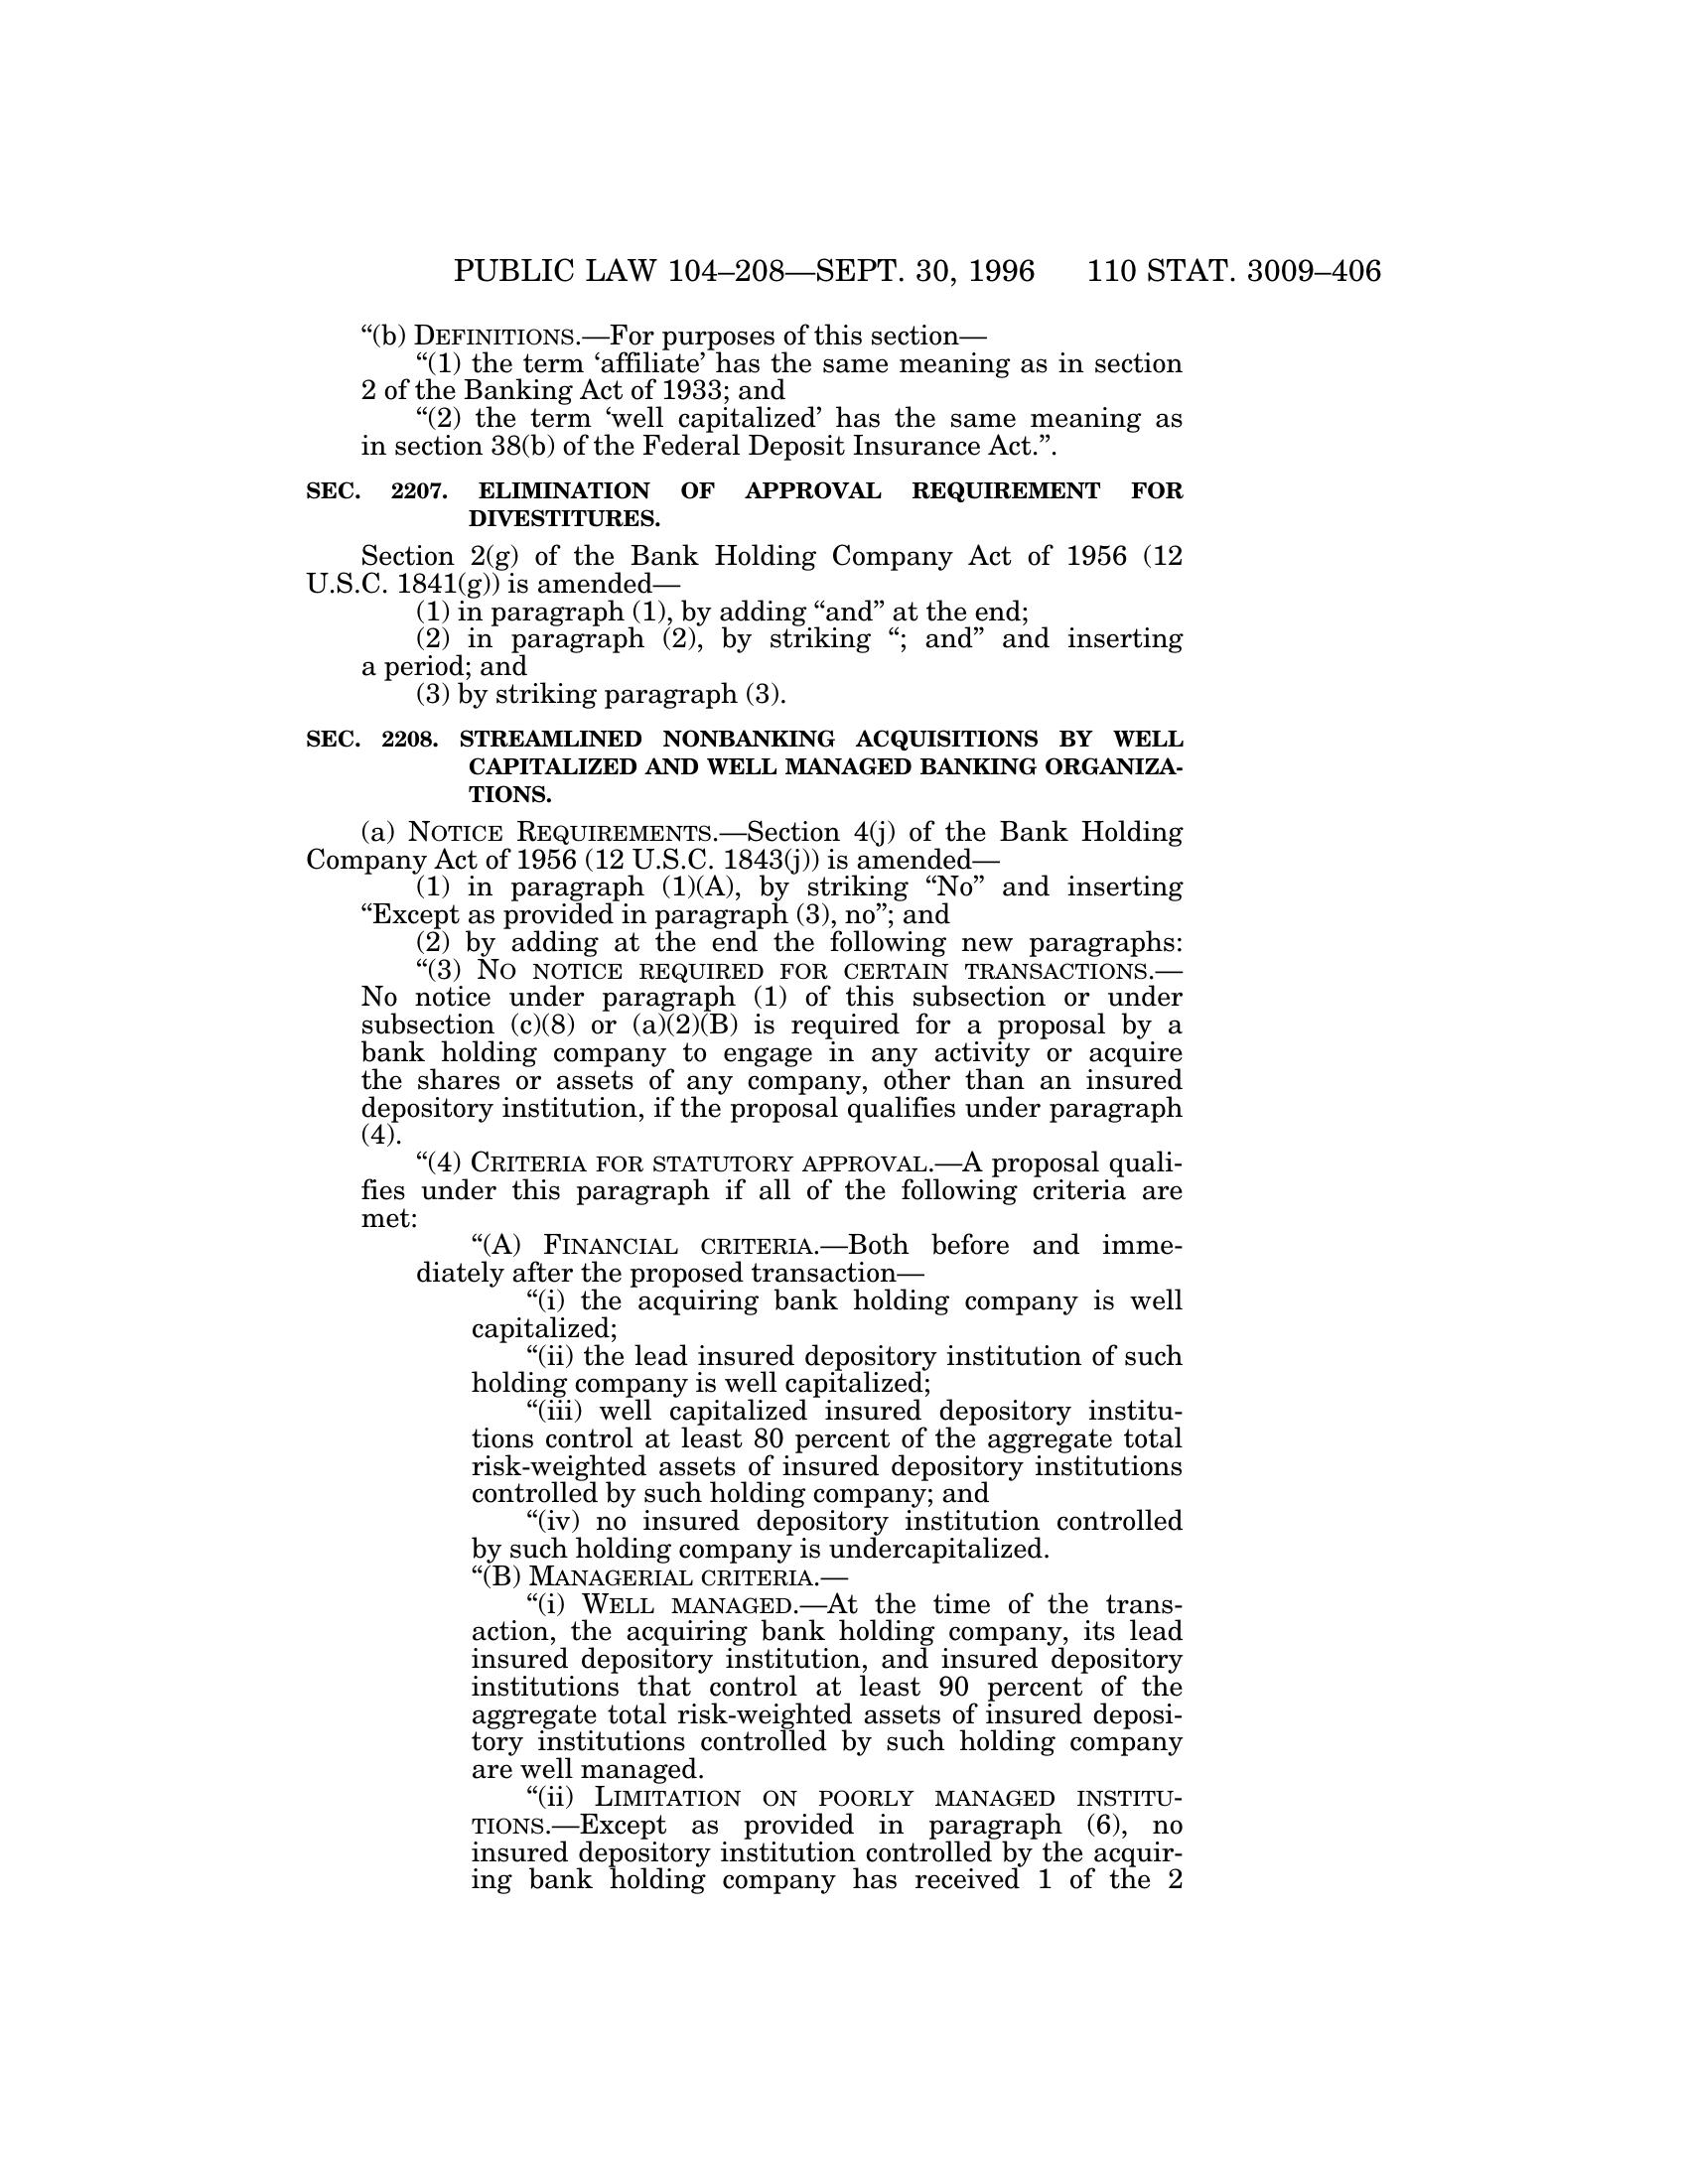 PUBLIC LAW 104–208—SEPT. 30, 1996 110 STAT. 3009–406
“(b) DEFINITIONS.—For purposes of this section—
“(1) the term ‘affiliate’ has the same meaning as in section
2 of the Banking Act of 1933; and
“(2) the term ‘well capitalized’ has the same meaning as
in section 38(b) of the Federal Deposit Insurance Act.”.
SEC. 2207. ELIMINATION OF APPROVAL REQUIREMENT FOR
DIVESTITURES.
Section 2(g) of the Bank Holding Company Act of 1956 (12
U.S.C. 1841(g)) is amended—
(1) in paragraph (1), by adding “and” at the end;
(2) in paragraph (2), by striking “; and” and inserting
a period; and
(3) by striking paragraph (3).
SEC. 2208. STREAMLINED NONBANKING ACQUISITIONS BY WELL
CAPITALIZED AND WELL MANAGED BANKING ORGANIZA-
TIONS.
(a) NOTICE REQUIREMENTS.—Section 4(j) of the Bank Holding
Company Act of 1956 (12 U.S.C. 1843(j)) is amended—
(1) in paragraph (1)(A), by striking “No” and inserting
“Except as provided in paragraph (3), no”; and
(2) by adding at the end the following new paragraphs:
“(3) NO NOTICE REQUIRED FOR CERTAIN TRANSACTIONS.—
No notice under paragraph (1) of this subsection or under
subsection (c)(8) or (a)(2)(B) is required for a proposal by a
bank holding company to engage in any activity or acquire
the shares or assets of any company, other than an insured
depository institution, if the proposal qualifies under paragraph
(4).
“(4) CRITERIA FOR STATUTORY APPROVAL.—A proposal quali-
fies under this paragraph if all of the following criteria are
met:
“(A) FINANCIAL CRITERIA.—Both before and imme-
diately after the proposed transaction—
“(i) the acquiring bank holding company is well
capitalized;
“(ii) the lead insured depository institution of such
holding company is well capitalized;
“(iii) well capitalized insured depository institu-
tions control at least 80 percent of the aggregate total
risk-weighted assets of insured depository institutions
controlled by such holding company; and
“(iv) no insured depository institution controlled
by such holding company is undercapitalized.
“(B) MANAGERIAL CRITERIA.—
“(i) WELL MANAGED.—At the time of the trans-
action, the acquiring bank holding company, its lead
insured depository institution, and insured depository
institutions that control at least 90 percent of the
aggregate total risk-weighted assets of insured deposi-
tory institutions controlled by such holding company
are well managed.
“(ii) LIMITATION ON POORLY MANAGED INSTITU-
TIONS.—Except as provided in paragraph (6), no
insured depository institution controlled by the acquir-
ing bank holding company has received 1 of the 2